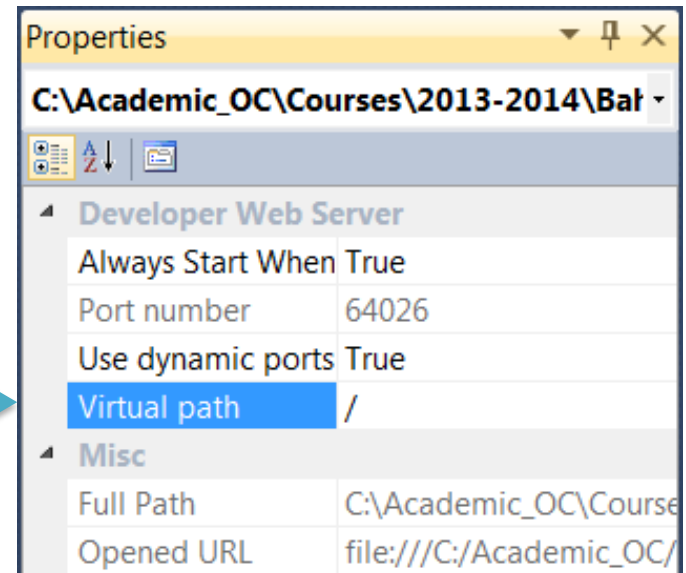 Properties
C:\Academic_OC\Courses\2013-2014\Bah
Developer Web Server
Always Start When True
Port number 64026
Use dynamic ports True
Virtual path /
Misc
Full Path C:\Academic_OC\Course
Opened URL file:///C:/Academic_OC/